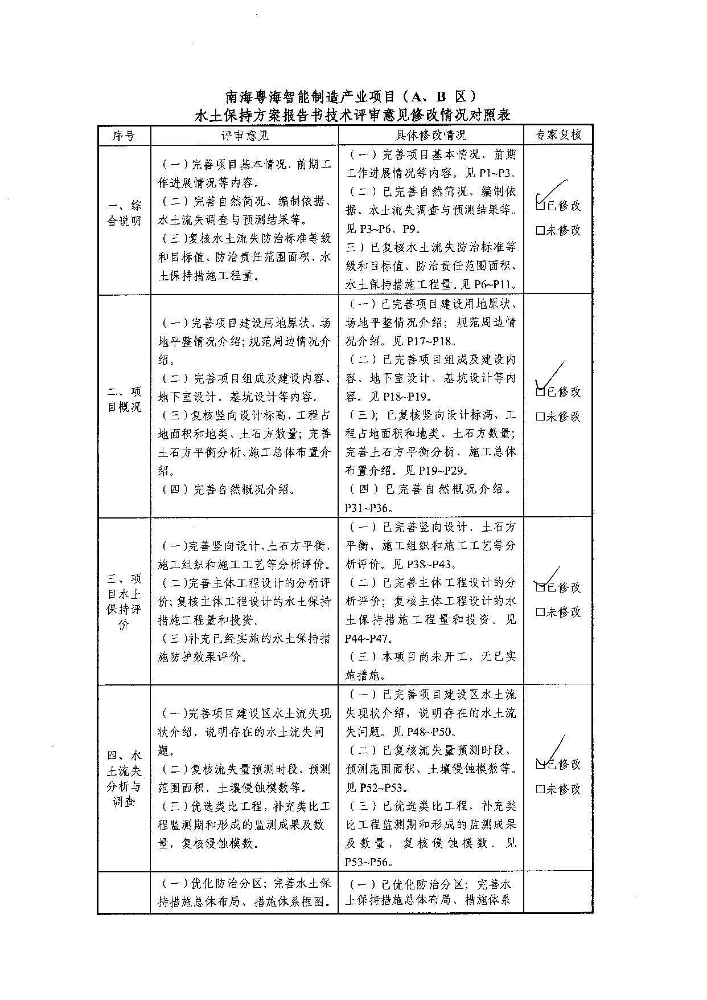 南海粤海智能制造产业项目（A、B 区）
水土保持方案报告书技术评审意见修改情况对照表
序号
评审意见
具体修改情况
专家复核
一、综
合说明
（一)完善项目基本情况、前期工
作进展情况等内容。
（二）完善自然简况、编制依据、
水土流失调查与预测结果等。
（三)复核水土流失防治标准等级
和目标值、防治责任范围面积、水
土保持措施工程量。
（一）完善项目基本情况、前期
工作进展情况等内容。见 P1~P3。
（二）已完善自然简况、编制依
据、水土流失调查与预测结果等。
见 P3~P6、P9。
三）已复核水土流失防治标准等
级和目标值、防治责任范围面积、
水土保持措施工程量。见 P6~P11。
☑已修改
□未修改
二、项
目概况
（一)完善项目建设用地原状、场
地平整情况介绍;规范周边情况介
绍。
（二）完善项目组成及建设内容、
地下室设计、基坑设计等内容。
（三)复核竖向设计标高、工程占
地面积和地类、土石方数量；完善
土石方平衡分析、施工总体布置介
绍。
（四）完善自然概况介绍。
（一）已完善项目建设用地原状、
场地平整情况介绍；规范周边情
况介绍。见 P17~P18。
（二）已完善项目组成及建设内
容、地下室设计、基坑设计等内
容。见 P18~P19。
（三); 已复核竖向设计标高、工
程占地面积和地类、土石方数量；
完善土石方平衡分析、施工总体
布置介绍。见 P19~P29。
（四）已完善自然概况介绍。
P31~P36。
☑已修改
□未修改
三、项
目水土
保持评
价
（一)完善竖向设计、土石方平衡、
施工组织和施工工艺等分析评价。
（二)完善主体工程设计的分析评
价;复核主体工程设计的水土保持
措施工程量和投资。
（三)补充已经实施的水土保持措
施防护效果评价。
（一）已完善竖向设计、土石方
平衡、施工组织和施工工艺等分
析评价。见 P38~P43。
（二）已完善主体工程设计的分
析评价；复核主体工程设计的水
土保持措施工程量和投资。见
P44~P47。
（三）本项目尚未开工，无已实
施措施。
☑已修改
□未修改
四、水
土流失
分析与
调查
（一)完善项目建设区水土流失现
状介绍，说明存在的水土流失问
题。
（二)复核流失量预测时段、预测
范围面积、土壤侵蚀模数等。
（三)优选类比工程，补充类比工
程监测期和形成的监测成果及数
量，复核侵蚀模数。
（一）已完善项目建设区水土流
失现状介绍，说明存在的水土流
失问题。见 P48~P50。
（二）已复核流失量预测时段、
预测范围面积、土壤侵蚀模数等。
见 P52~P53。
（三）已优选类比工程，补充类
比工程监测期和形成的监测成果
及数量，复核侵蚀模数。见
P53~P56。
☑已修改
□未修改
（一)优化防治分区；完善水土保
持措施总体布局、措施体系框图。
（一）已优化防治分区；完善水
土保持措施总体布局、措施体系